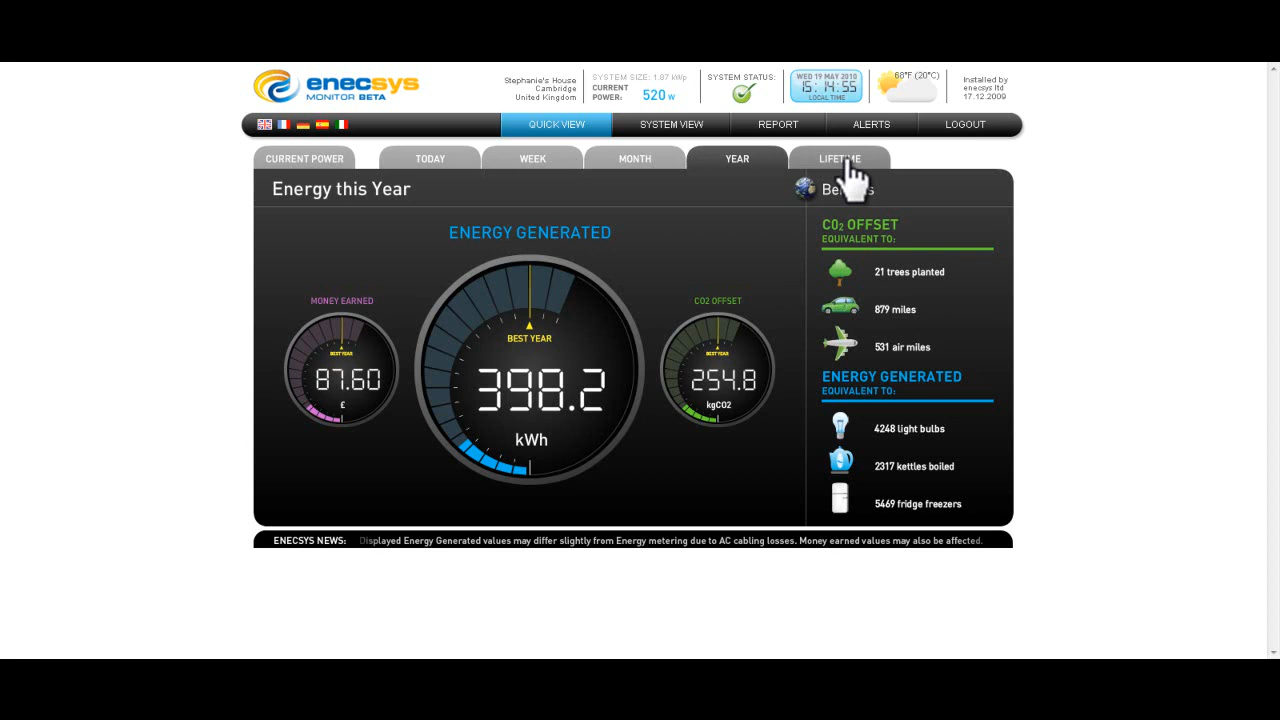 enecsys
MONITOR BETA
Stephanie's House
Cambridge
United Kingdom
SYSTEM SIZE: 1.87 kWp
CURRENT
POWER: 520 W
SYSTEM STATUS:
WED 19 MAY 2010
15:14:55
LOCAL TIME
68°F (20°C)
Installed by
enecsys ltd
17.12.2009
QUICK VIEW
SYSTEM VIEW
REPORT
ALERTS
LOGOUT
CURRENT POWER
TODAY
WEEK
MONTH
YEAR
LIFETIME
Energy this Year
ENERGY GENERATED
MONEY EARNED
BEST YEAR
87.60
£
BEST YEAR
398.2
kWh
CO2 OFFSET
BEST YEAR
254.8
kgCO2
C0₂ OFFSET
EQUIVALENT TO:
21 trees planted
879 miles
531 air miles
ENERGY GENERATED
EQUIVALENT TO:
4248 light bulbs
2317 kettles boiled
5469 fridge freezers
ENECSYS NEWS: Displayed Energy Generated values may differ slightly from Energy metering due to AC cabling losses. Money earned values may also be affected.